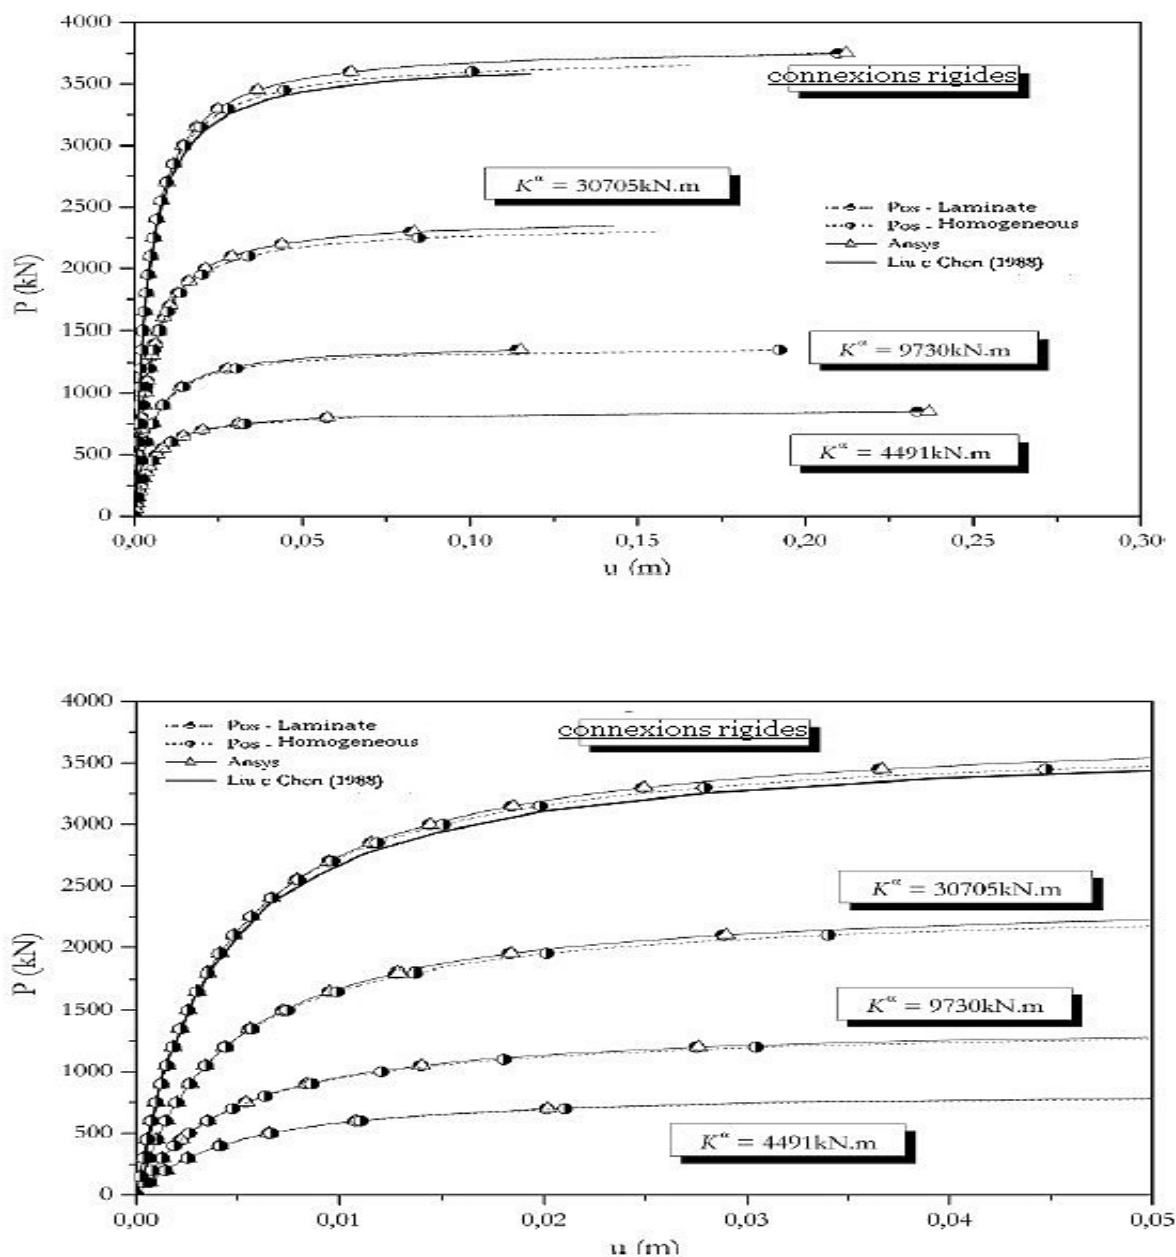 4000
3500
3000
2500
2000
1500
1000
500
0
P (kN)
connexions rigides
K^α = 30705kN.m
Pos - Laminate
Pos - Homogeneous
Ansys
Liu e Chen (1988)
K^α = 9730kN.m
K^α = 4491kN.m
0,00 0,05 0,10 0,15 0,20 0,25 0,30
u (m)
4000
3500
3000
2500
2000
1500
1000
500
0
P (kN)
Pos - Laminate
Pos - Homogeneous
Ansys
Liu e Chen (1988)
connexions rigides
K^α = 30705kN.m
K^α = 9730kN.m
K^α = 4491kN.m
0,00 0,01 0,02 0,03 0,04 0,05
u (m)